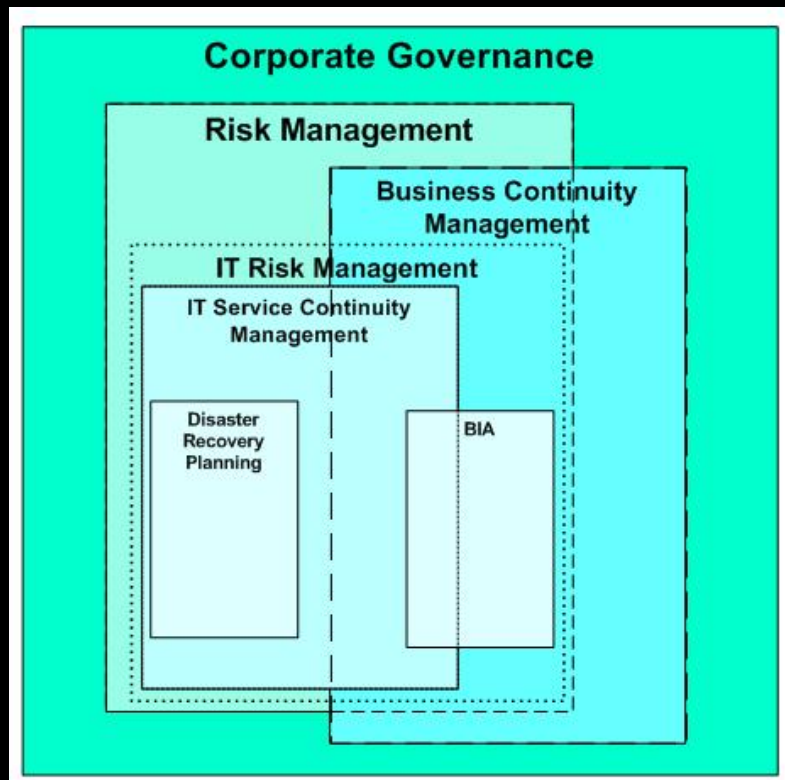 Corporate Governance
Risk Management
Business Continuity
Management
IT Risk Management
IT Service Continuity
Management
Disaster
Recovery
Planning
BIA